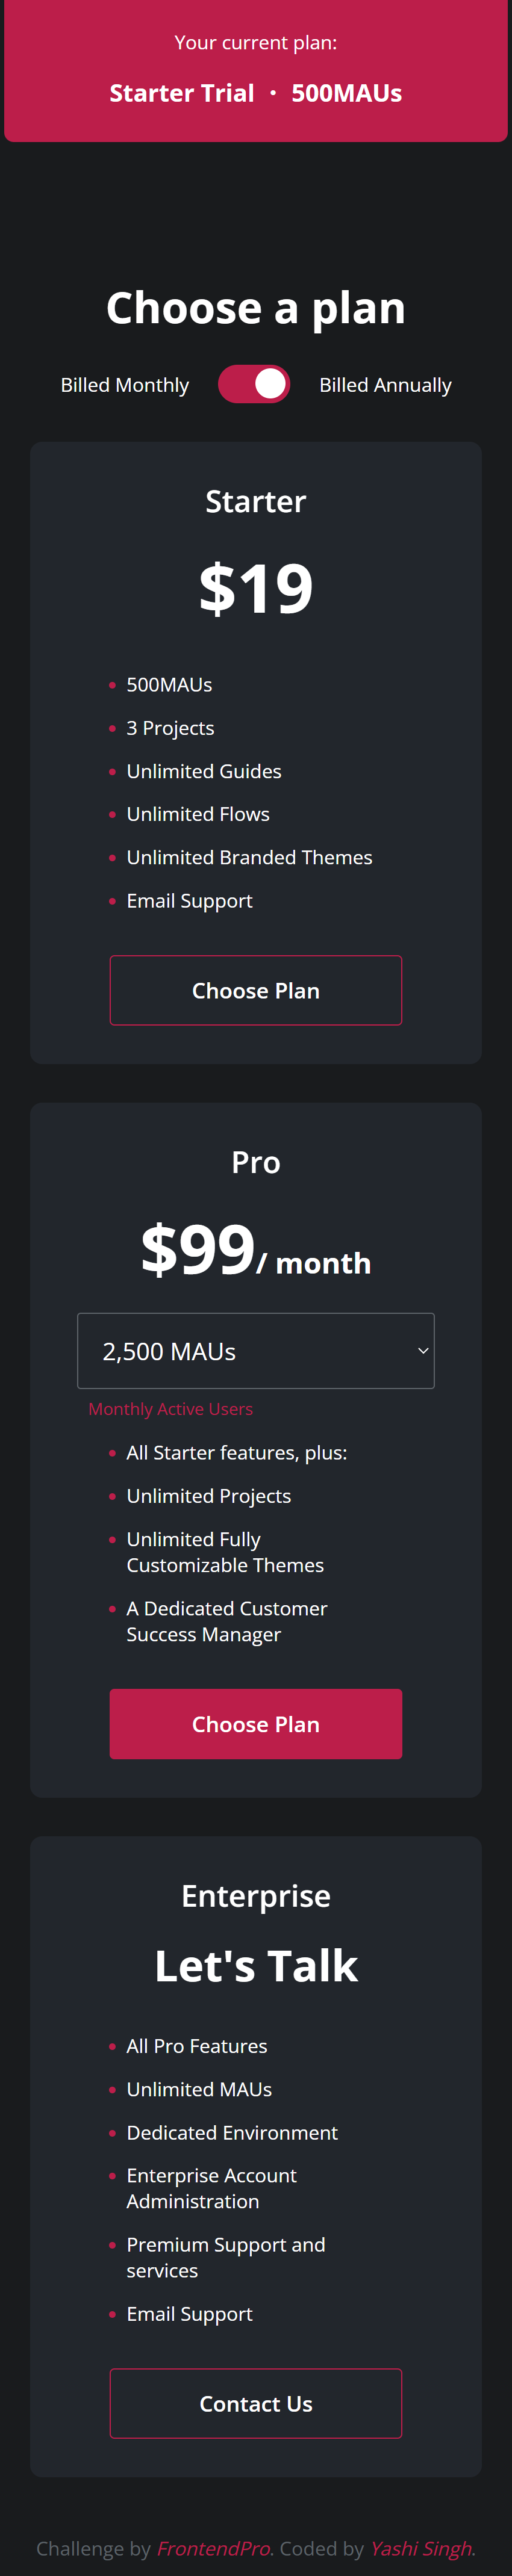 Your current plan:
Starter Trial · 500MAUs
Choose a plan
Billed Monthly Billed Annually
Starter
$19
500MAUs
3 Projects
Unlimited Guides
Unlimited Flows
Unlimited Branded Themes
Email Support
Choose Plan
Pro
$99/ month
2,500 MAUs
Monthly Active Users
All Starter features, plus:
Unlimited Projects
Unlimited Fully
Customizable Themes
A Dedicated Customer
Success Manager
Choose Plan
Enterprise
Let's Talk
All Pro Features
Unlimited MAUs
Dedicated Environment
Enterprise Account
Administration
Premium Support and
services
Email Support
Contact Us
Challenge by FrontendPro. Coded by Yashi Singh.